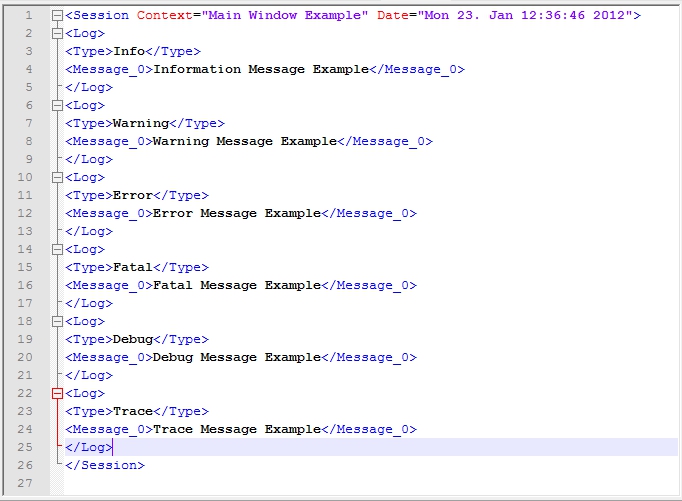 1 <Session Context="Main Window Example" Date="Mon 23. Jan 12:36:46 2012">
2 <Log>
3 <Type>Info</Type>
4 <Message_0>Information Message Example</Message_0>
5 </Log>
6 <Log>
7 <Type>Warning</Type>
8 <Message_0>Warning Message Example</Message_0>
9 </Log>
10 <Log>
11 <Type>Error</Type>
12 <Message_0>Error Message Example</Message_0>
13 </Log>
14 <Log>
15 <Type>Fatal</Type>
16 <Message_0>Fatal Message Example</Message_0>
17 </Log>
18 <Log>
19 <Type>Debug</Type>
20 <Message_0>Debug Message Example</Message_0>
21 </Log>
22 <Log>
23 <Type>Trace</Type>
24 <Message_0>Trace Message Example</Message_0>
25 </Log>
26 </Session>
27